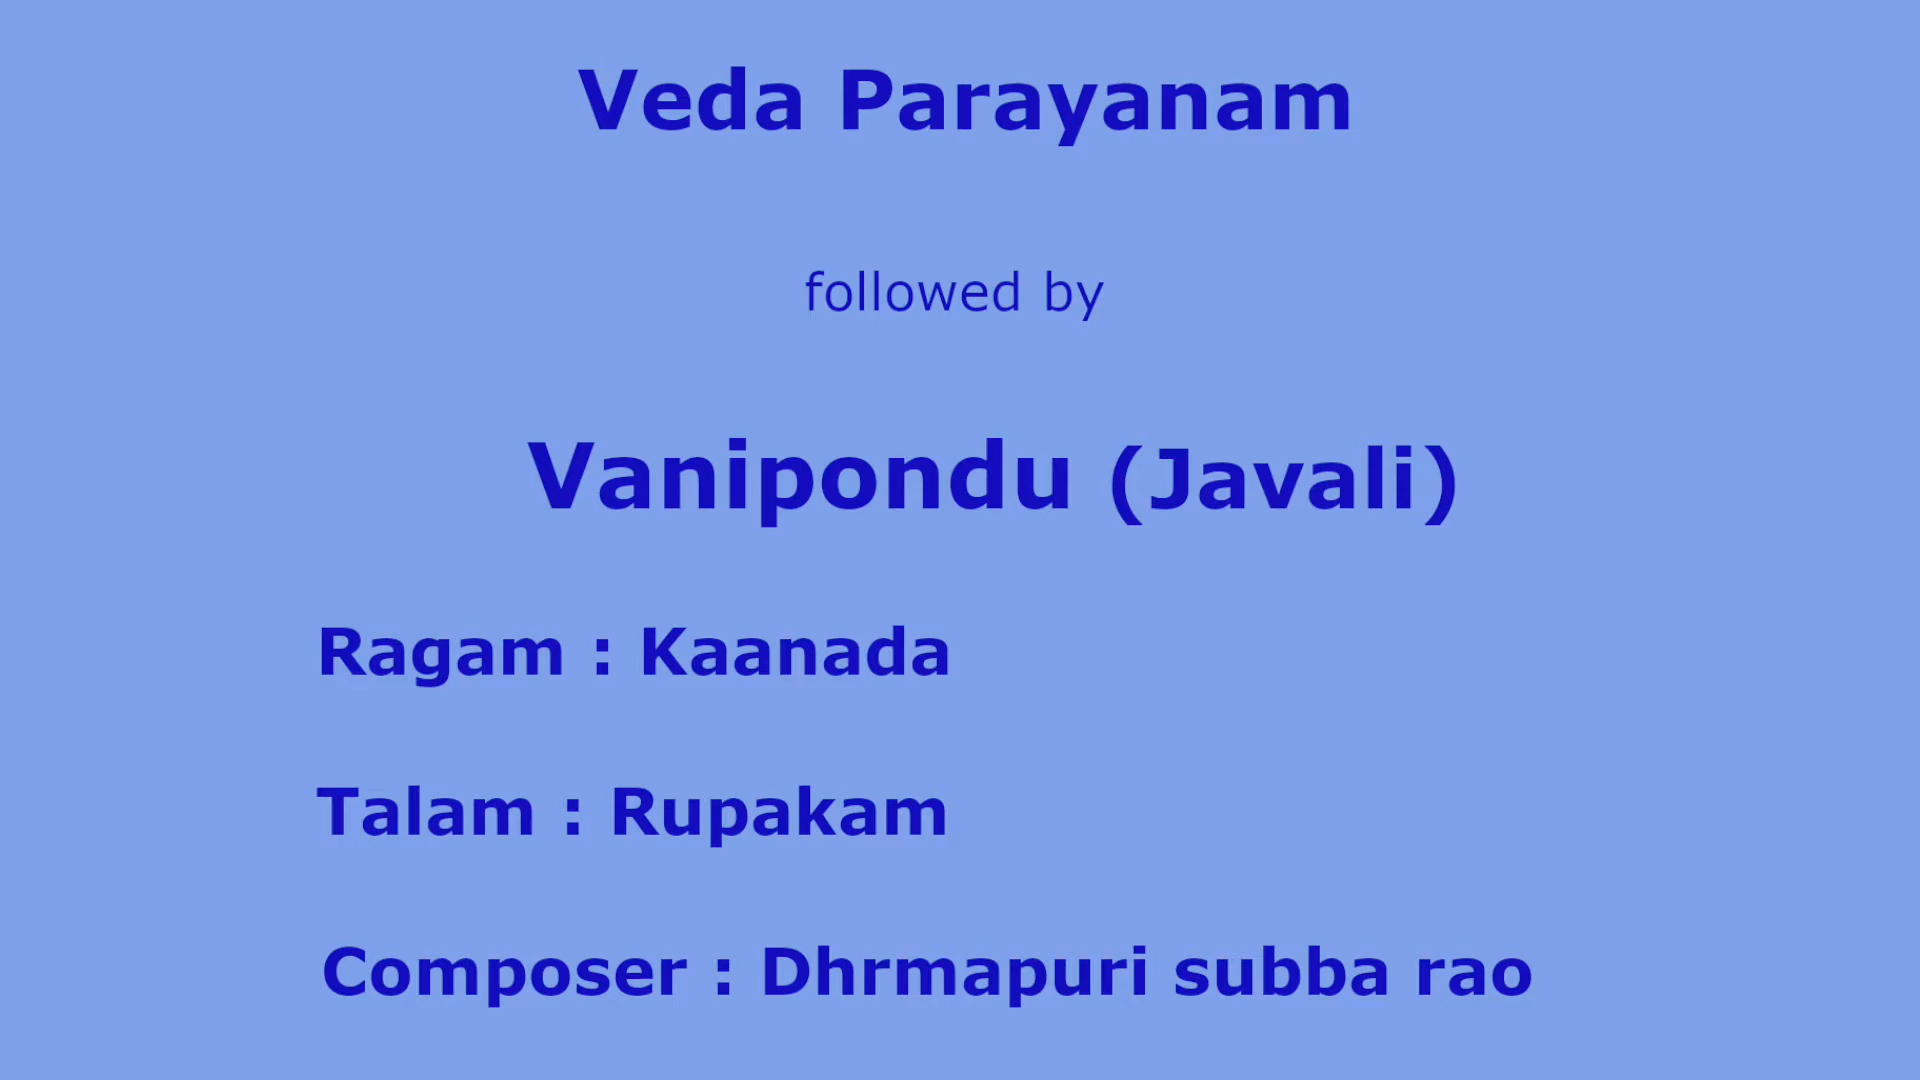 Veda Parayanam
followed by
Vanipondu (Javali)
Ragam : Kaanada
Talam : Rupakam
Composer : Dhrmapuri subba rao